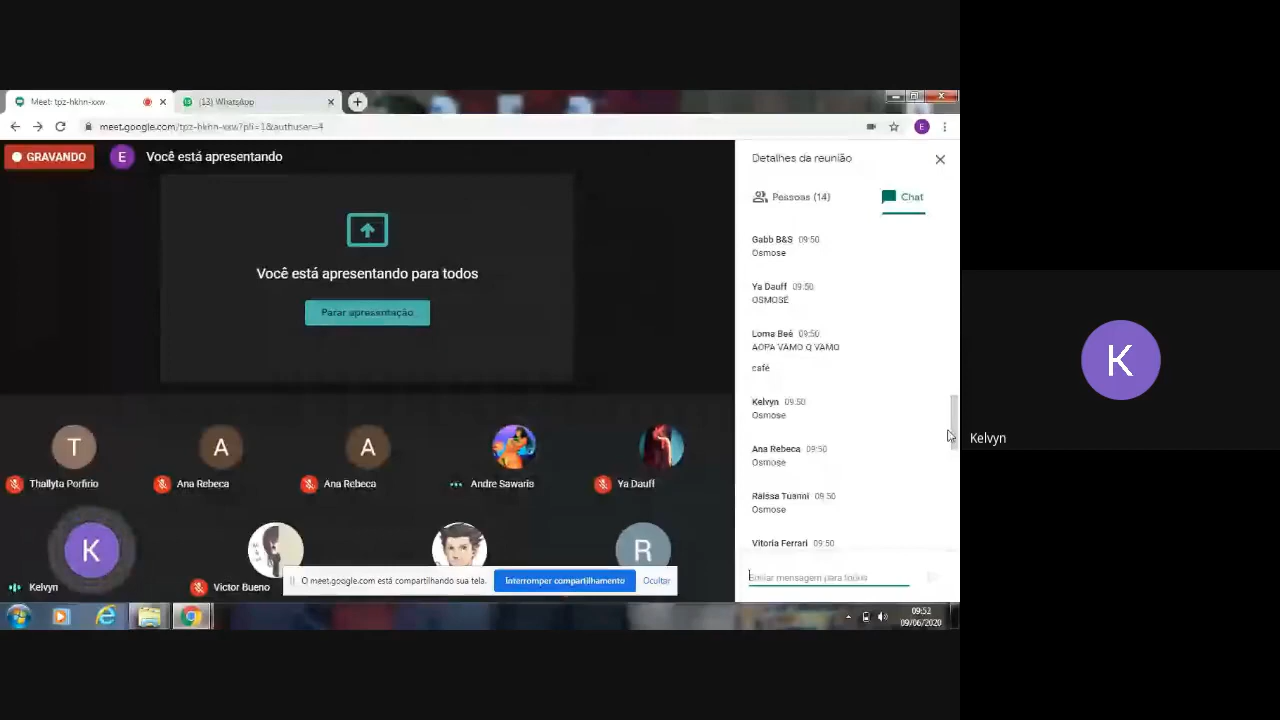 Meet: tpz-hkhn-xxw
(13) WhatsApp
meet.google.com/tpz-hkhn-xxw?pli=1&authuser=4
E
GRAVANDO
E
Você está apresentando
Você está apresentando para todos
Parar apresentação
Detalhes da reunião
Pessoas (14)
Chat
Gabb B&S 09:50
Osmose
Ya Dauff 09:50
OSMOSE
Loma Beé 09:50
AOPA VAMO Q VAMO
café
Kelvyn 09:50
Osmose
Ana Rebeca 09:50
Osmose
Raissa Tuanni 09:50
Osmose
Vitoria Ferrari 09:50
Enviar mensagem para todos
T
A
A
Thallyta Porfirio
Ana Rebeca
Ana Rebeca
Andre Sawaris
Ya Dauff
K
R
Kelvyn
Victor Bueno
O meet.google.com está compartilhando sua tela.
Interromper compartilhamento
Ocultar
09:52
09/06/2020
K
Kelvyn